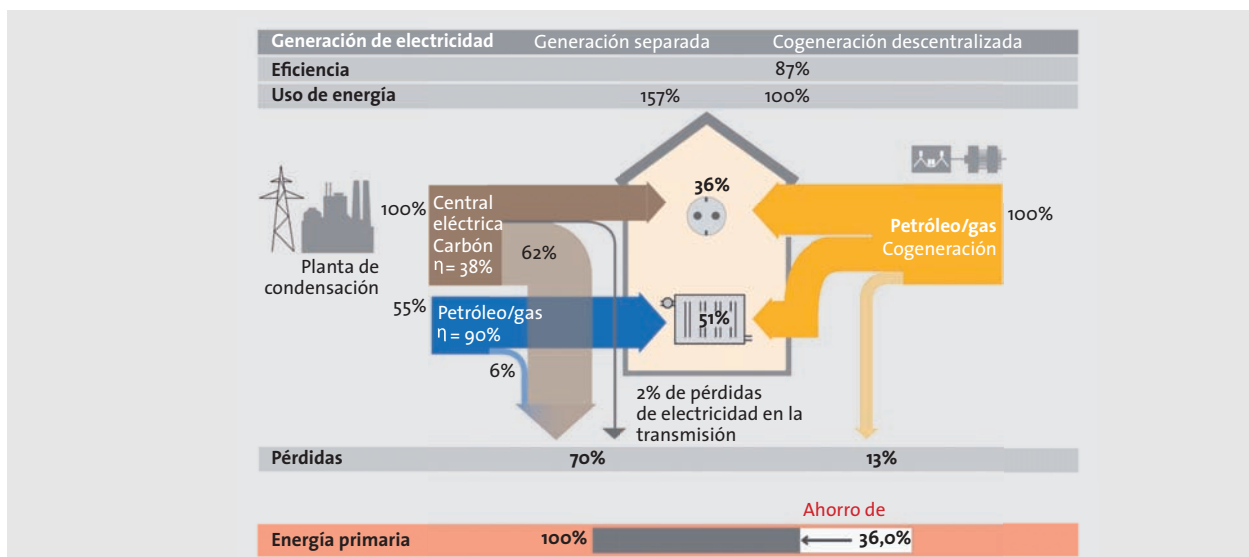 Generación de electricidad Generación separada Cogeneración descentralizada
Eficiencia 87%
Uso de energía 157% 100%
36%
100% Central
eléctrica
Carbón
η = 38%
62%
Planta de
condensación
100%
Petróleo/gas
Cogeneración
55% Petróleo/gas
η = 90%
51%
6%
2% de pérdidas
de electricidad en la
transmisión
Pérdidas 70% 13%
Ahorro de
Energía primaria 100% 36,0%